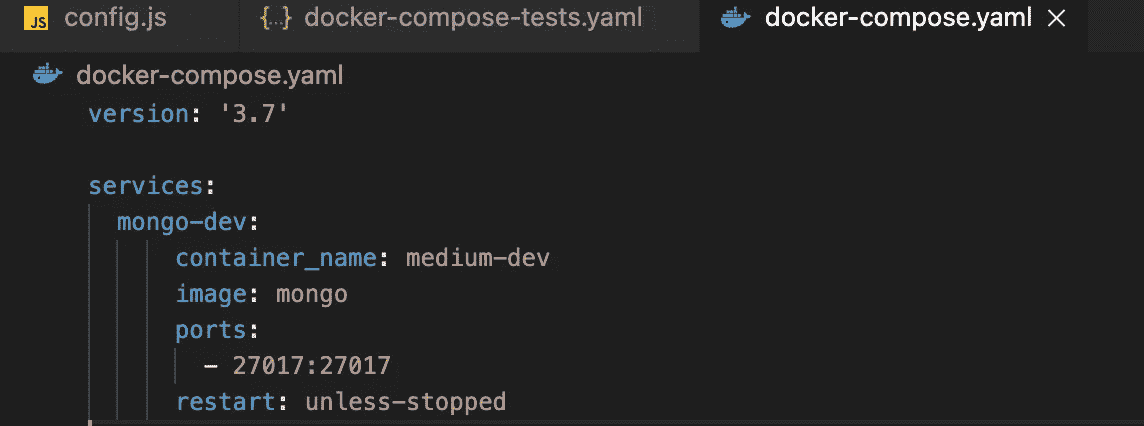 JS config.js {...} docker-compose-tests.yaml docker-compose.yaml ×
docker-compose.yaml
version: '3.7'
services:
mongo-dev:
container_name: medium-dev
image: mongo
ports:
- 27017:27017
restart: unless-stopped